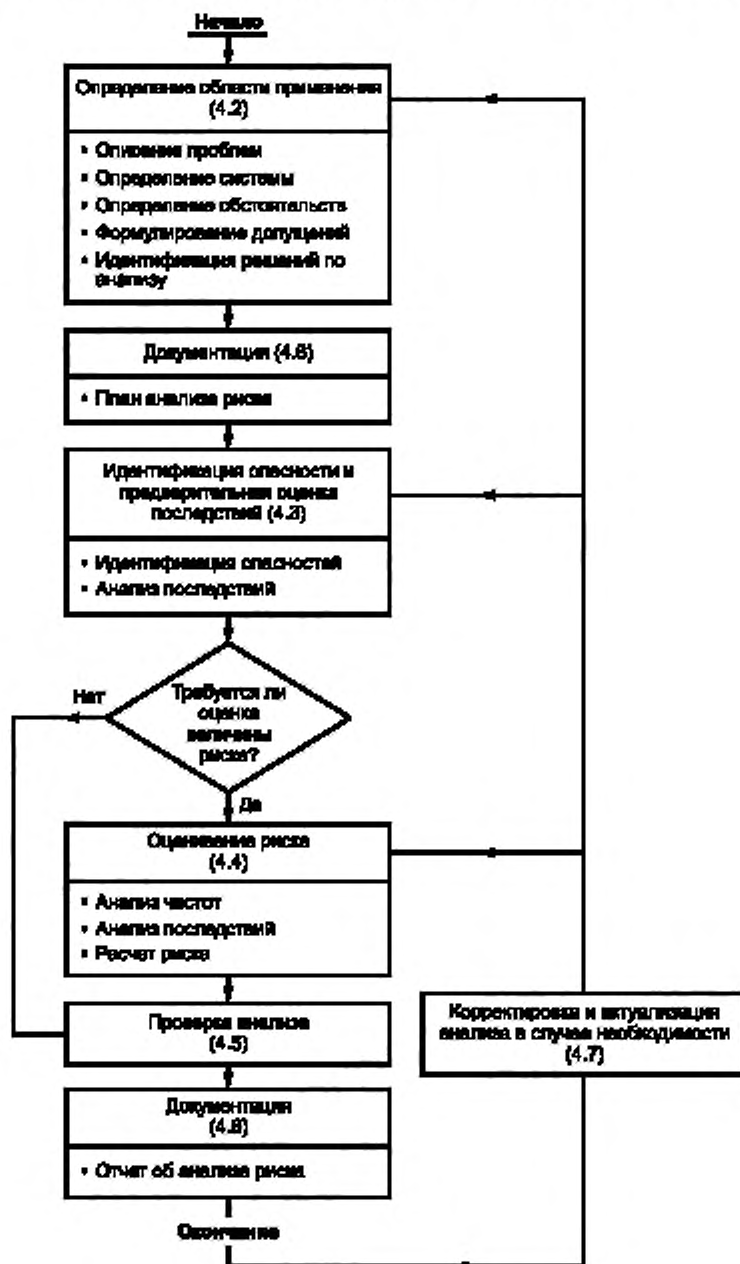 Начало
Определение области применения
(4.2)
• Описание проблем
• Определение системы
• Определение обстоятельств
• Формулирование допущений
• Идентификация решений по
анализу
Документация (4.6)
• План анализа риска
Идентификация опасности и
предварительная оценка
последствий (4.3)
• Идентификация опасностей
• Анализ последствий
Нет
Требуется ли
оценка
величины
риска?
Да
Оценивание риска
(4.4)
• Анализ частот
• Анализ последствий
• Расчет риска
Проверка анализа
(4.5)
Корректировка и актуализация
анализа в случае необходимости
(4.7)
Документация
(4.6)
• Отчет об анализе риска
Окончание